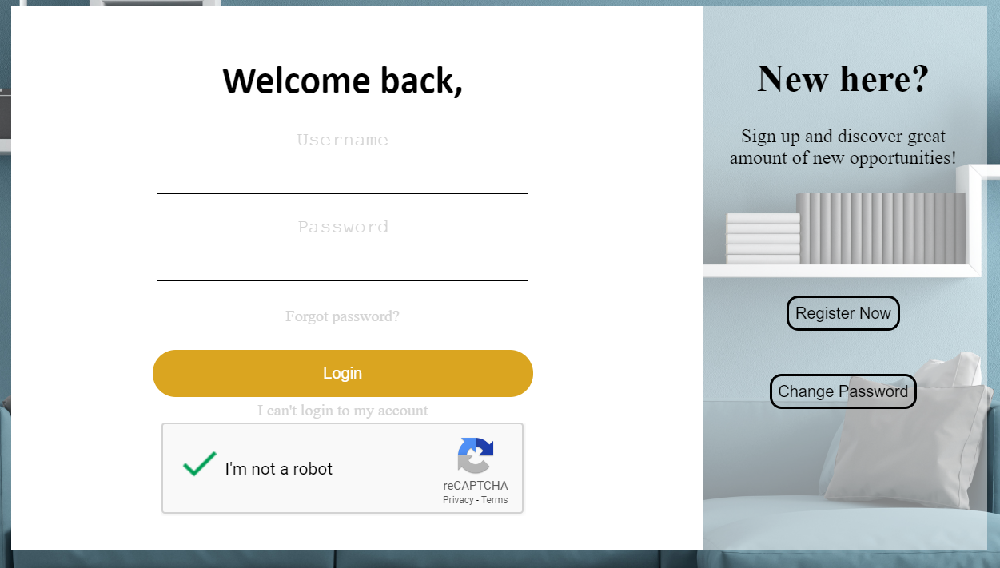 Welcome back,
Username
Password
Forgot password?
Login
I can't login to my account
I'm not a robot
reCAPTCHA
Privacy - Terms
New here?
Sign up and discover great
amount of new opportunities!
Register Now
Change Password